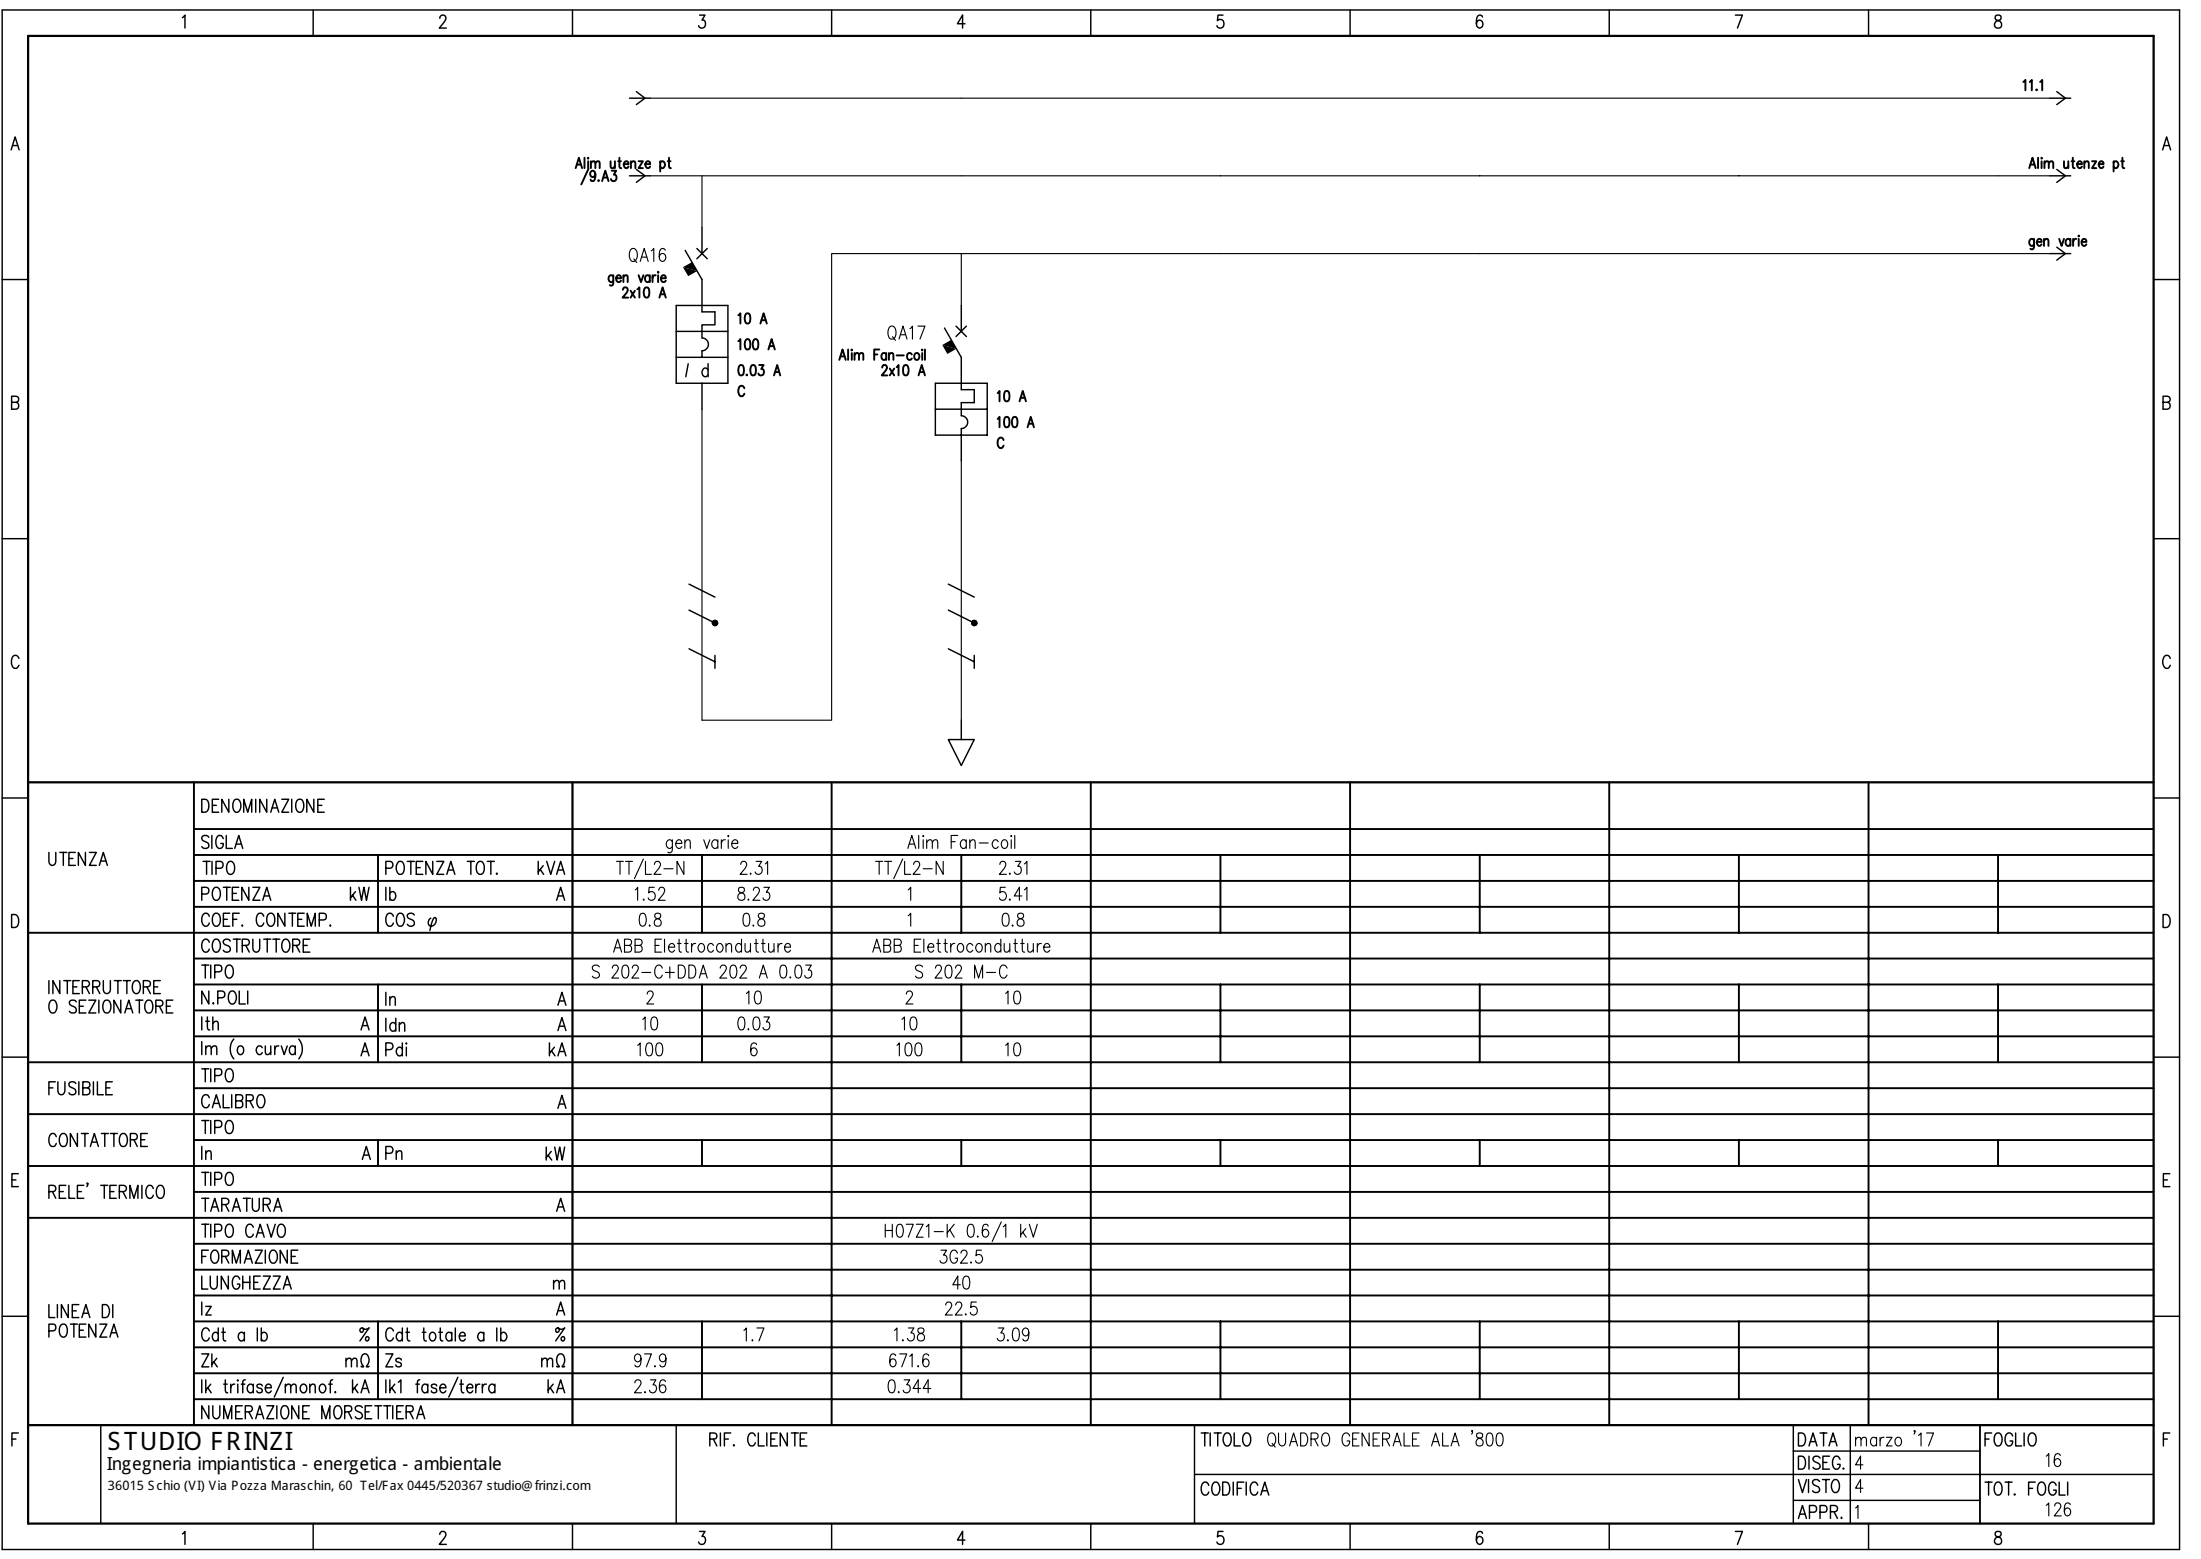 1 2 3 4 5 6 7 8
11.1
A A
Alim utenze pt Alim utenze pt
/9.A3
gen varie
QA16
gen varie
2x10 A
10 A
100 A
I d 0.03 A
C
QA17
Alim Fan-coil
2x10 A
10 A
100 A
C
B B
C C
UTENZA
DENOMINAZIONE
SIGLA gen varie Alim Fan-coil
TIPO POTENZA TOT. kVA TT/L2-N 2.31 TT/L2-N 2.31
POTENZA kW Ib A 1.52 8.23 1 5.41
COEF. CONTEMP. COS φ 0.8 0.8 1 0.8
D D
INTERRUTTORE
O SEZIONATORE
COSTRUTTORE ABB Elettrocondutture ABB Elettrocondutture
TIPO S 202-C+DDA 202 A 0.03 S 202 M-C
N.POLI In A 2 10 2 10
Ith A Idn A 10 0.03 10
Im (o curva) A Pdi kA 100 6 100 10
FUSIBILE
TIPO
CALIBRO A
CONTATTORE
TIPO
In A Pn kW
E E
RELE' TERMICO
TIPO
TARATURA A
LINEA DI
POTENZA
TIPO CAVO H07Z1-K 0.6/1 kV
FORMAZIONE 3G2.5
LUNGHEZZA m 40
Iz A 22.5
Cdt a Ib % Cdt totale a Ib % 1.7 1.38 3.09
Zk mΩ Zs mΩ 97.9 671.6
Ik trifase/monof. kA Ik1 fase/terra kA 2.36 0.344
NUMERAZIONE MORSETTIERA
F F
STUDIO FRINZI
Ingegneria impiantistica - energetica - ambientale
36015 Schio (VI) Via Pozza Maraschin, 60 Tel/Fax 0445/520367 studio@frinzi.com
RIF. CLIENTE
TITOLO QUADRO GENERALE ALA '800
CODIFICA
DATA marzo '17
DISEG. 4
VISTO 4
APPR. 1
FOGLIO
16
TOT. FOGLI
126
1 2 3 4 5 6 7 8